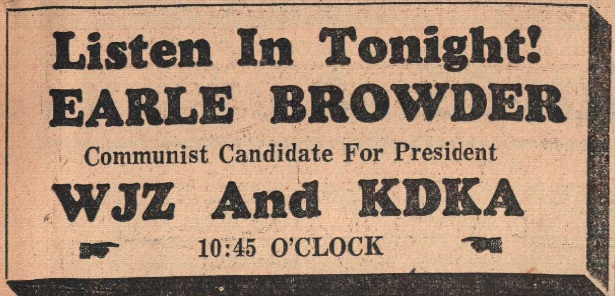 Listen In Tonight!
EARLE BROWDER
Communist Candidate For President
WJZ And KDKA
10:45 O'CLOCK